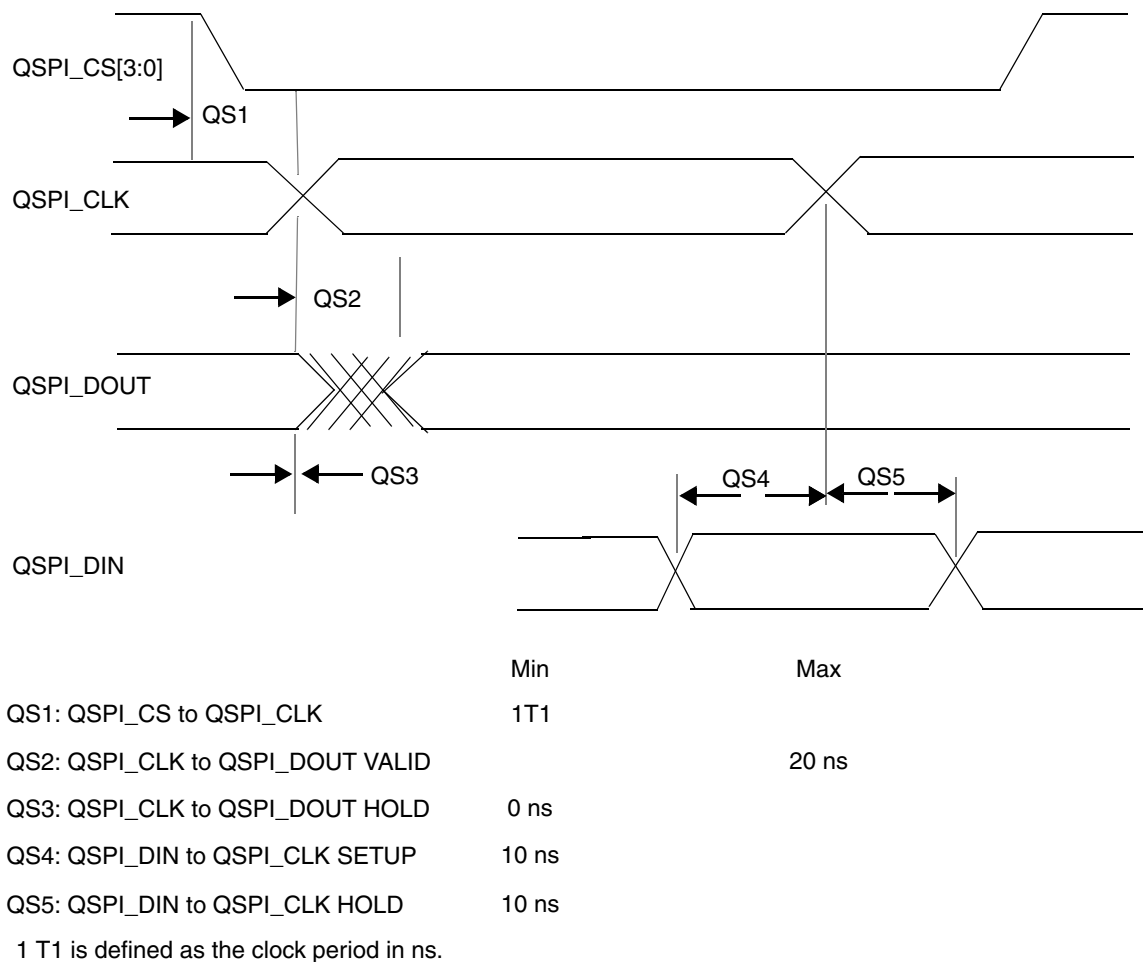 QSPI_CS[3:0]
QS1
QSPI_CLK
QS2
QSPI_DOUT
QS3
QS4
QS5
QSPI_DIN
Min Max
QS1: QSPI_CS to QSPI_CLK 1T1
QS2: QSPI_CLK to QSPI_DOUT VALID 20 ns
QS3: QSPI_CLK to QSPI_DOUT HOLD 0 ns
QS4: QSPI_DIN to QSPI_CLK SETUP 10 ns
QS5: QSPI_DIN to QSPI_CLK HOLD 10 ns
1 T1 is defined as the clock period in ns.